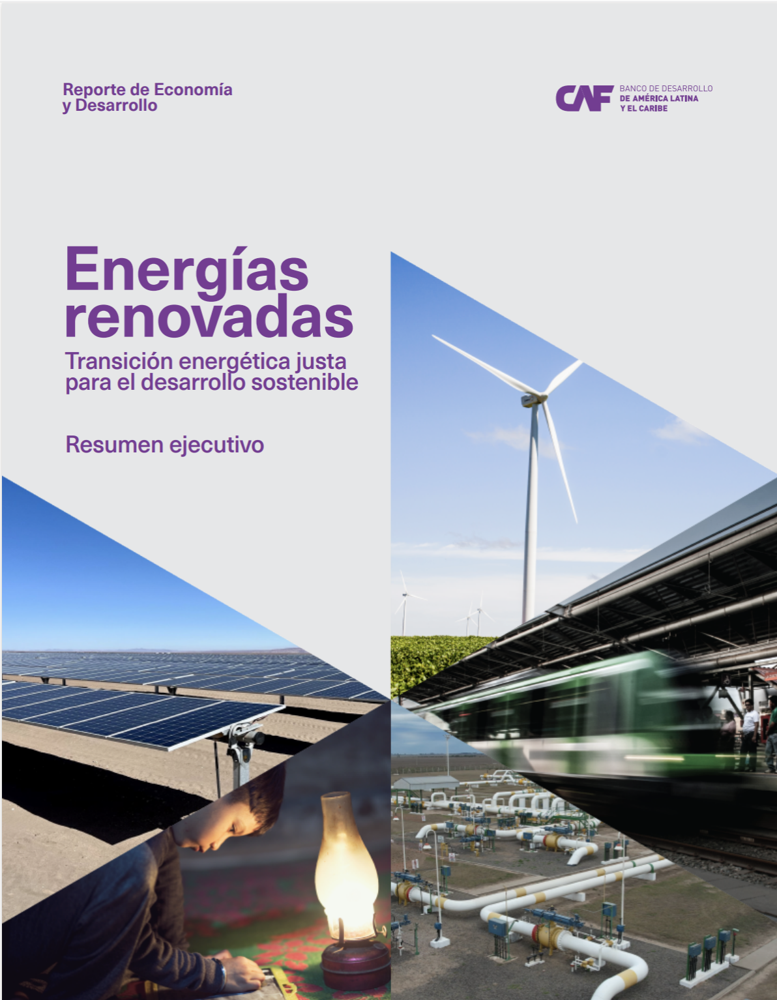 Reporte de Economía
y Desarrollo
CAF
BANCO DE DESARROLLO
DE AMÉRICA LATINA
Y EL CARIBE
Energías
renovadas
Transición energética justa
para el desarrollo sostenible
Resumen ejecutivo